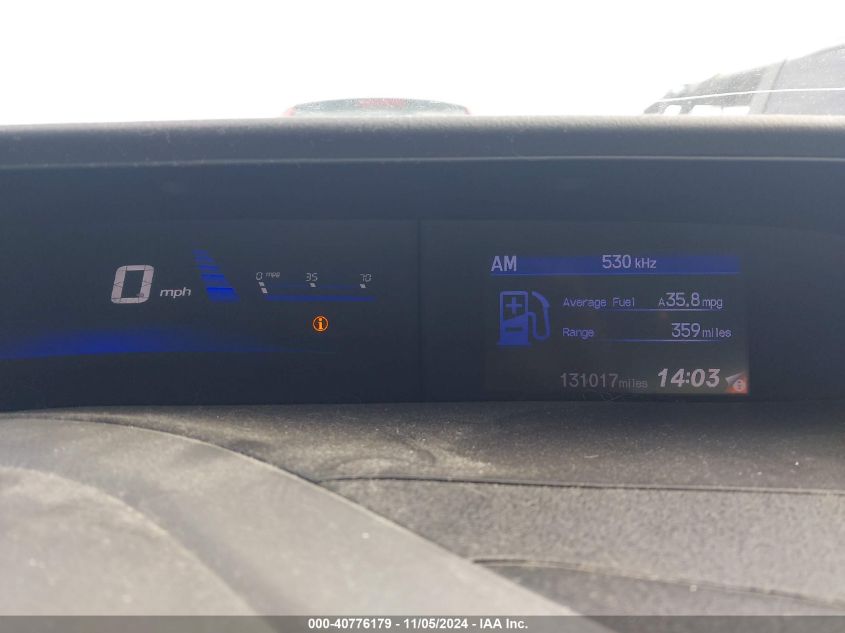 0 mph
0 mpg 35 70
i
AM 530 kHz
Average Fuel A35.8 mpg
Range 359 miles
131017 miles 14:03
i
000-40776179 - 11/05/2024 - IAA Inc.